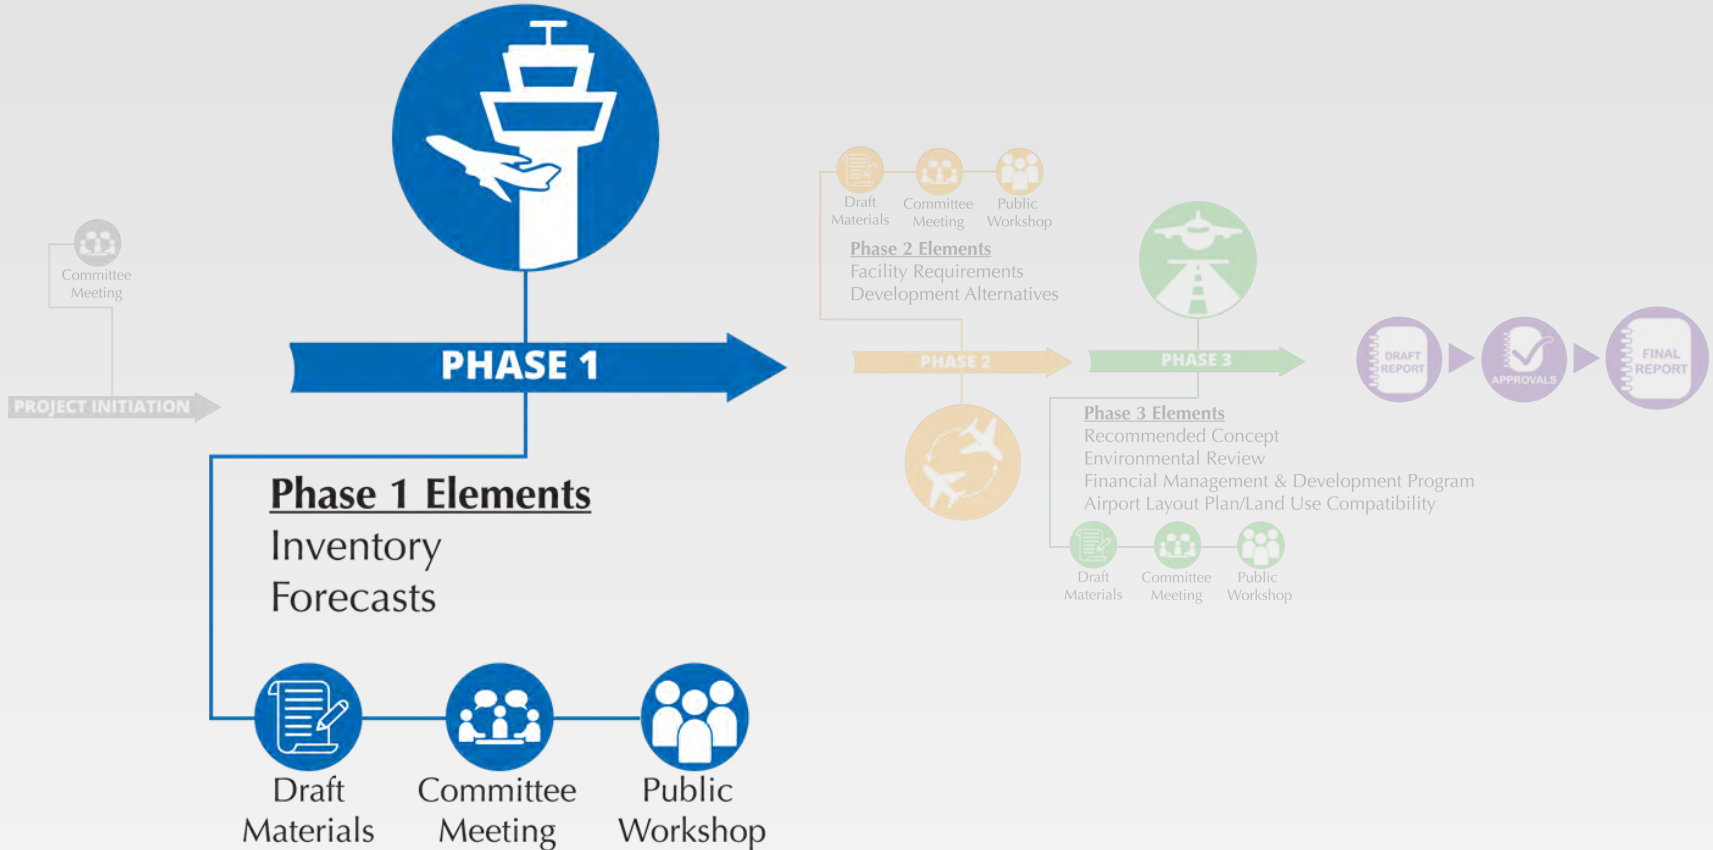 Committee
Meeting
PROJECT INITIATION
PHASE 1
Phase 1 Elements
Inventory
Forecasts
Draft
Materials
Committee
Meeting
Public
Workshop
Draft
Materials
Committee
Meeting
Public
Workshop
Phase 2 Elements
Facility Requirements
Development Alternatives
PHASE 2
PHASE 3
Phase 3 Elements
Recommended Concept
Environmental Review
Financial Management & Development Program
Airport Layout Plan/Land Use Compatibility
Draft
Materials
Committee
Meeting
Public
Workshop
DRAFT
REPORT
APPROVALS
FINAL
REPORT